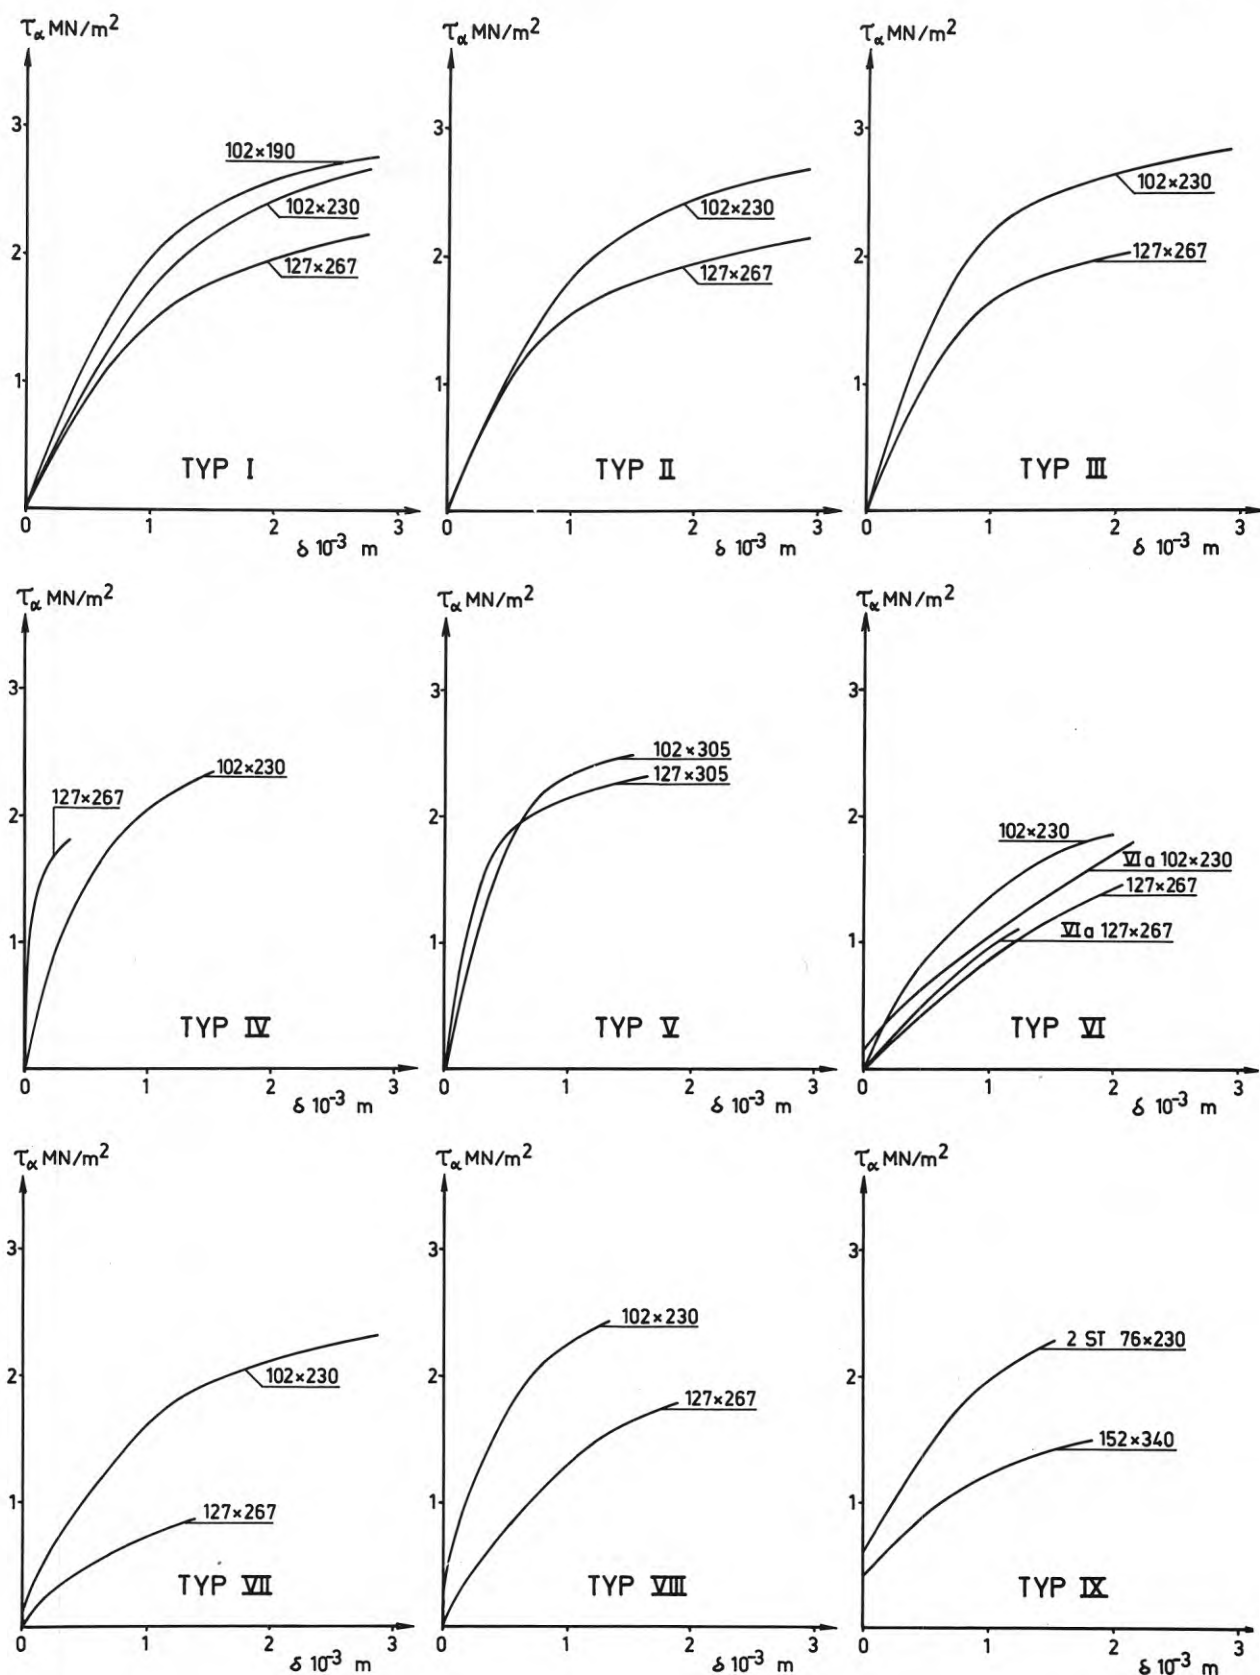 τα MN/m²
3
2
1
0
1
2
3
δ 10⁻³ m
102×190
102×230
127×267
TYP I
τα MN/m²
3
2
1
0
1
2
3
δ 10⁻³ m
102×230
127×267
TYP II
τα MN/m²
3
2
1
0
1
2
3
δ 10⁻³ m
102×230
127×267
TYP III
τα MN/m²
3
2
1
0
1
2
3
δ 10⁻³ m
127×267
102×230
TYP IV
τα MN/m²
3
2
1
0
1
2
3
δ 10⁻³ m
102×305
127×305
TYP V
τα MN/m²
3
2
1
0
1
2
3
δ 10⁻³ m
102×230
VI a 102×230
127×267
VI a 127×267
TYP VI
τα MN/m²
3
2
1
0
1
2
3
δ 10⁻³ m
102×230
127×267
TYP VII
τα MN/m²
3
2
1
0
1
2
3
δ 10⁻³ m
102×230
127×267
TYP VIII
τα MN/m²
3
2
1
0
1
2
3
δ 10⁻³ m
2 ST 76×230
152×340
TYP IX